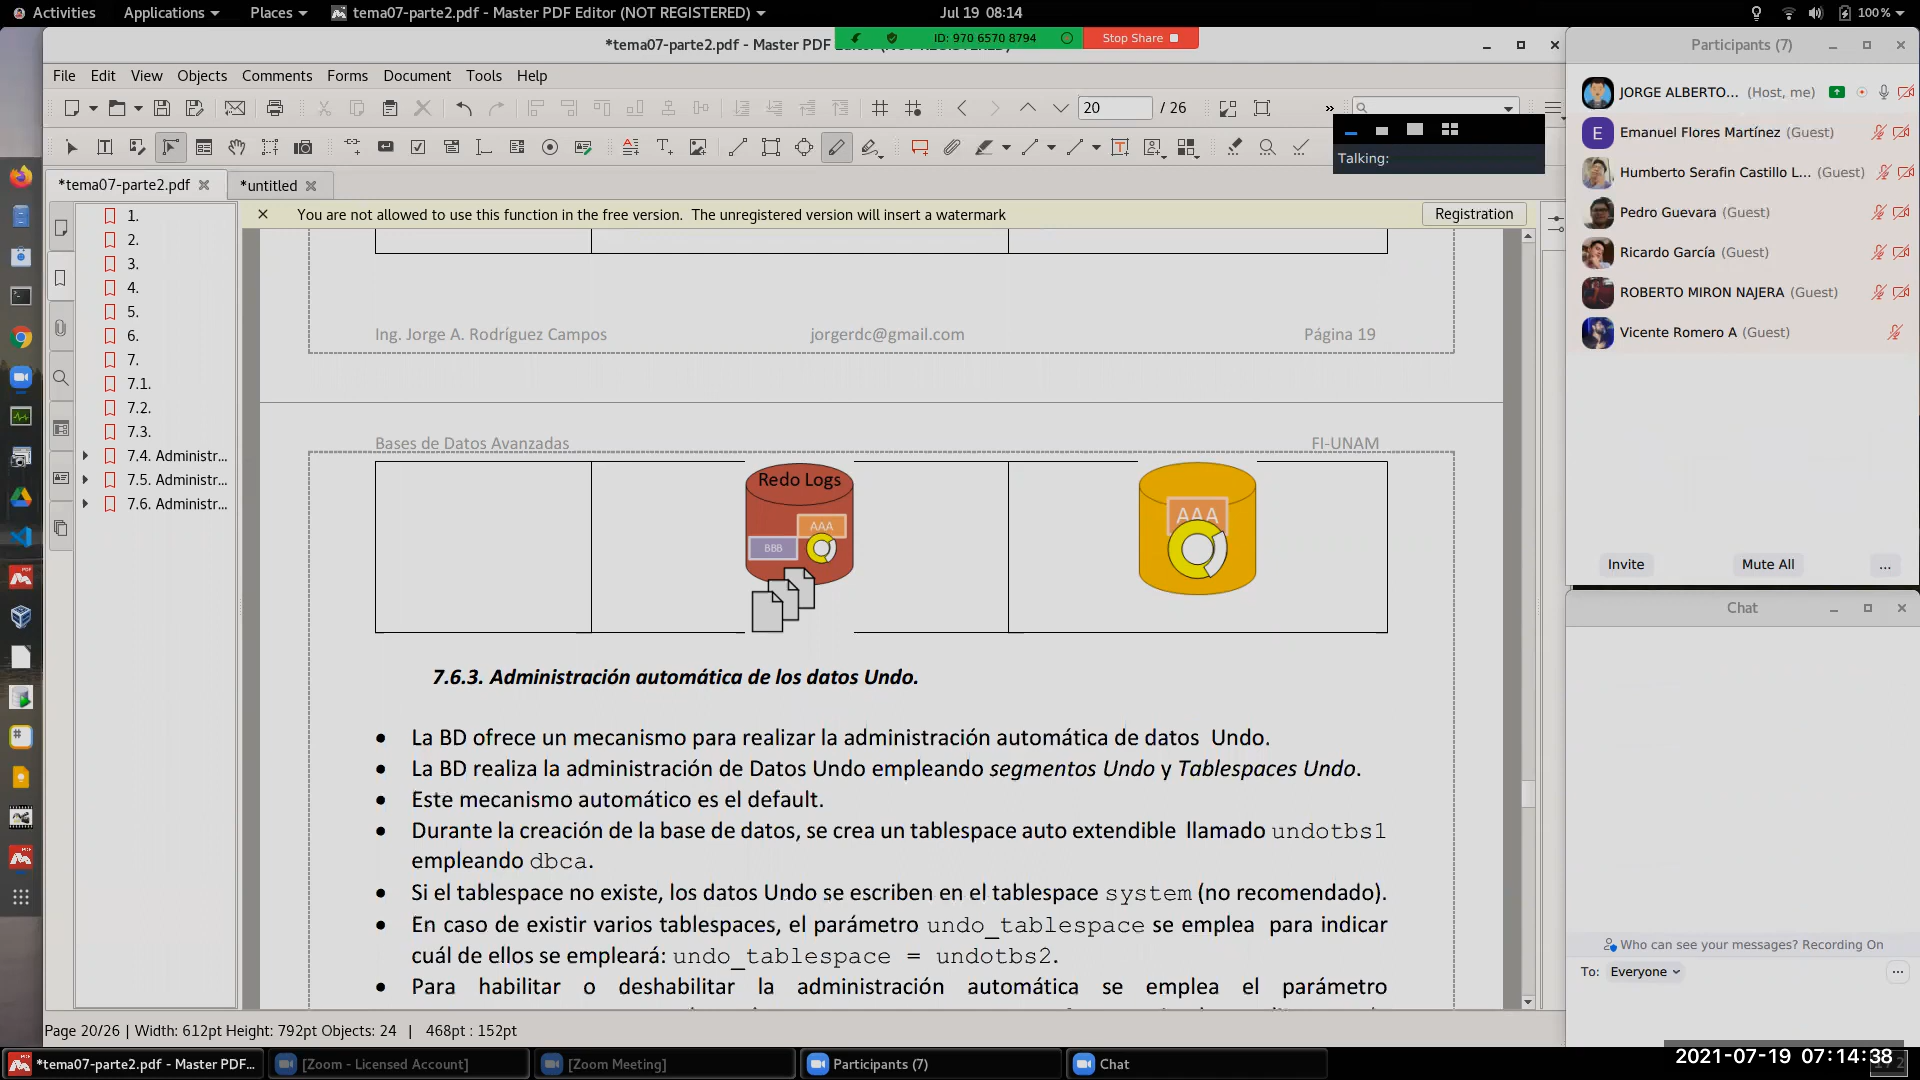 Activities Applications Places tema07-parte2.pdf - Master PDF Editor (NOT REGISTERED) Jul 19 08:14 100%
*tema07-parte2.pdf - Master PDF
ID: 970 6570 8794 Stop Share
File Edit View Objects Comments Forms Document Tools Help
20 / 26
Talking:
*tema07-parte2.pdf *untitled
You are not allowed to use this function in the free version. The unregistered version will insert a watermark Registration
1.
2.
3.
4.
5.
6.
7.
7.1.
7.2.
7.3.
7.4. Administr...
7.5. Administr...
7.6. Administr...
Ing. Jorge A. Rodríguez Campos jorgerdc@gmail.com Página 19
Bases de Datos Avanzadas FI-UNAM
Redo Logs
AAA
BBB
AAA
7.6.3. Administración automática de los datos Undo.
• La BD ofrece un mecanismo para realizar la administración automática de datos Undo.
• La BD realiza la administración de Datos Undo empleando segmentos Undo y Tablespaces Undo.
• Este mecanismo automático es el default.
• Durante la creación de la base de datos, se crea un tablespace auto extendible llamado undotbs1
empleando dbca.
• Si el tablespace no existe, los datos Undo se escriben en el tablespace system (no recomendado).
• En caso de existir varios tablespaces, el parámetro undo_tablespace se emplea para indicar
cuál de ellos se empleará: undo_tablespace = undotbs2.
• Para habilitar o deshabilitar la administración automática se emplea el parámetro
Page 20/26 | Width: 612pt Height: 792pt Objects: 24 | 468pt : 152pt
Participants (7)
JORGE ALBERTO... (Host, me)
E Emanuel Flores Martínez (Guest)
Humberto Serafin Castillo L... (Guest)
Pedro Guevara (Guest)
Ricardo García (Guest)
ROBERTO MIRON NAJERA (Guest)
Vicente Romero A (Guest)
Invite Mute All ...
Chat
Who can see your messages? Recording On
To: Everyone
*tema07-parte2.pdf - Master PDF... [Zoom - Licensed Account] [Zoom Meeting] Participants (7) Chat
2021-07-19 07:14:38